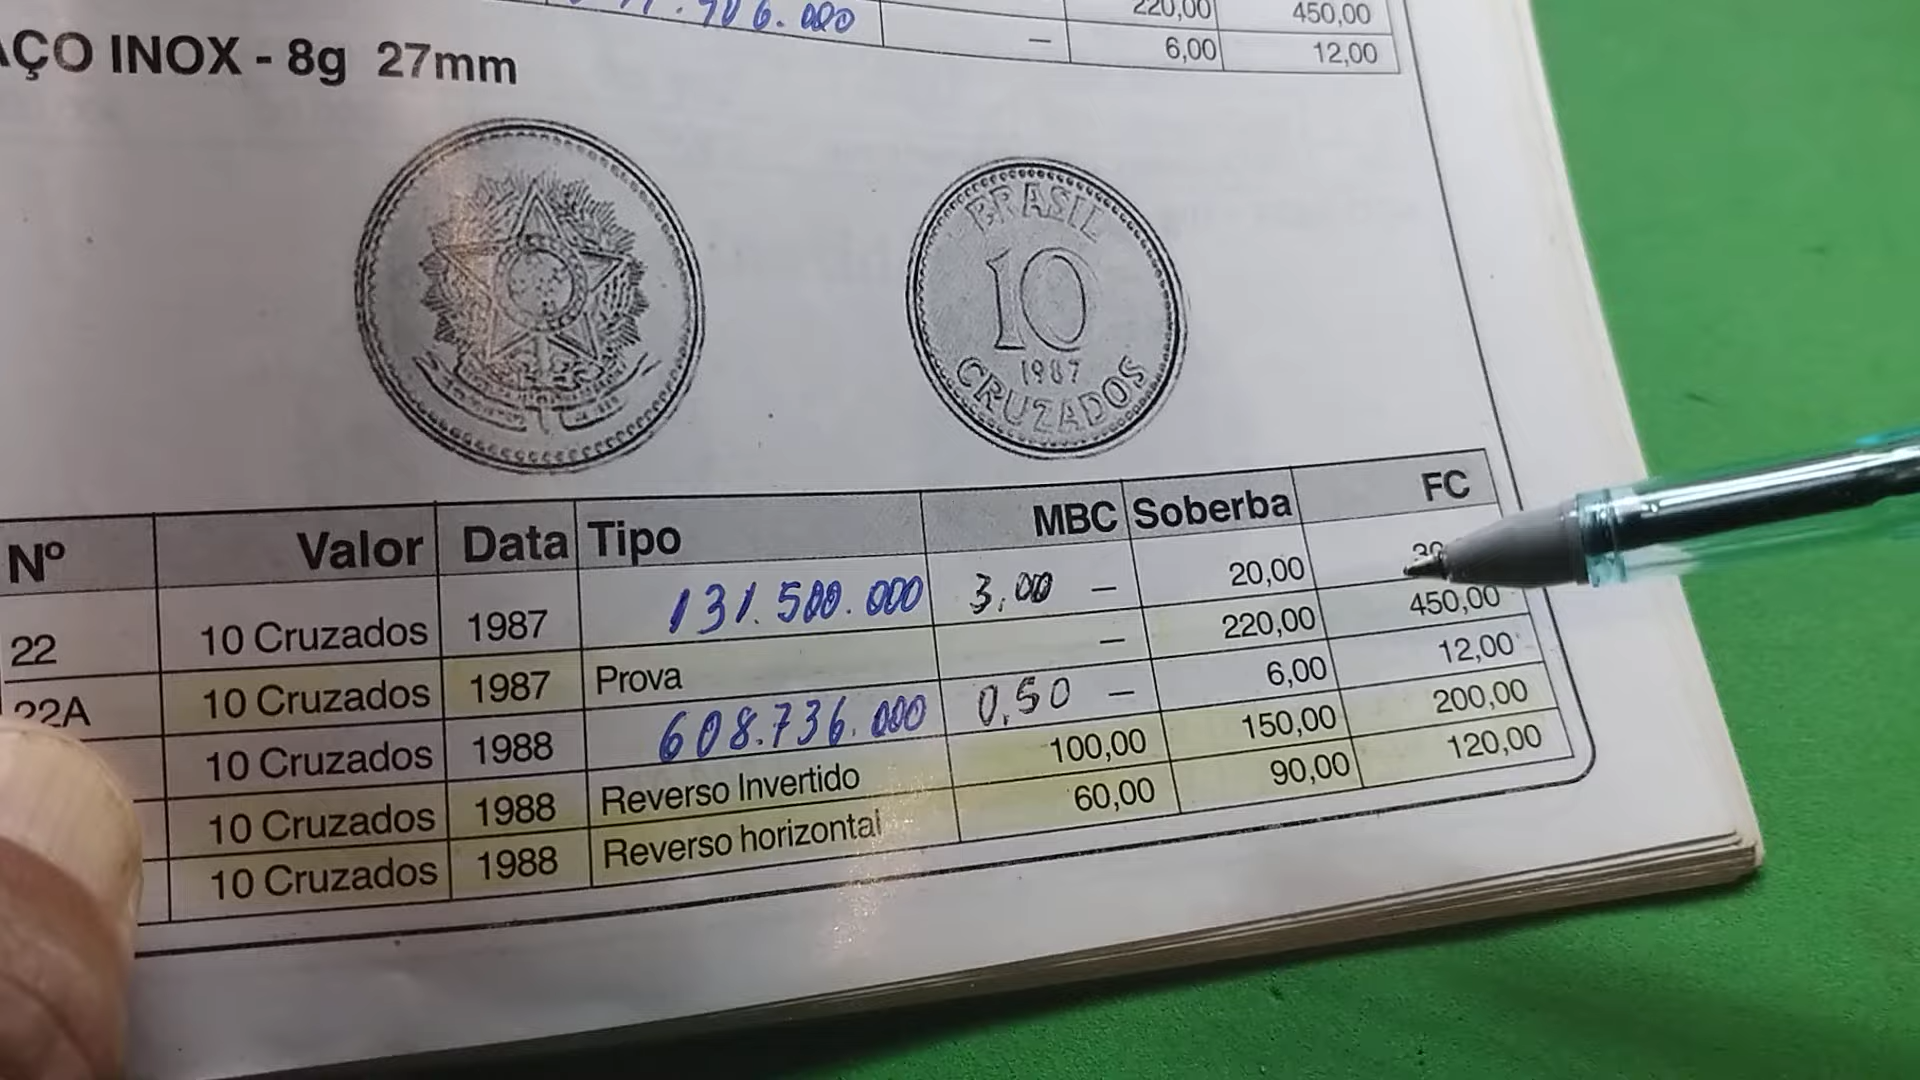 220,00 450,00
— 6,00 12,00
AÇO INOX - 8g 27mm
BRASIL
10
1987
CRUZADOS
Nº Valor Data Tipo MBC Soberba FC
22 10 Cruzados 1987 131.500.000 3,00 — 20,00
22A 10 Cruzados 1987 Prova — 220,00 450,00
10 Cruzados 1988 608.736.000 0,50 — 6,00 12,00
10 Cruzados 1988 Reverso Invertido 100,00 150,00 200,00
10 Cruzados 1988 Reverso horizontal 60,00 90,00 120,00